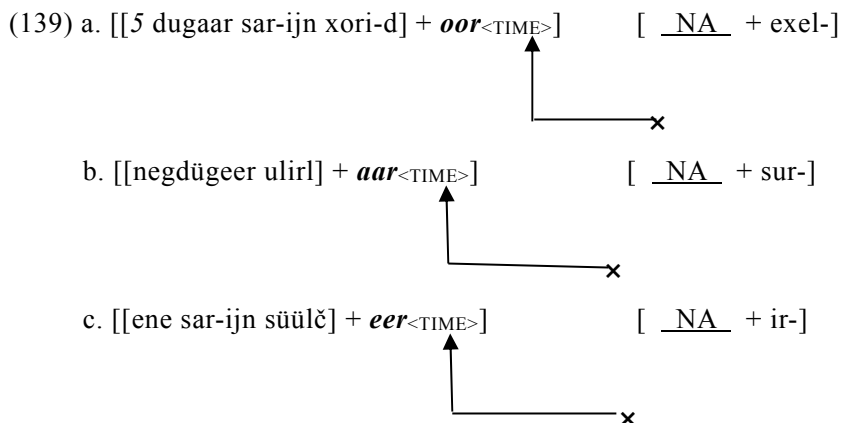 (139) a. [[5 dugaar sar-ijn xori-d] + oor<TIME>] [ NA + exel-]
b. [[negdügeer ulirl] + aar<TIME>] [ NA + sur-]
c. [[ene sar-ijn süülč] + eer<TIME>] [ NA + ir-]